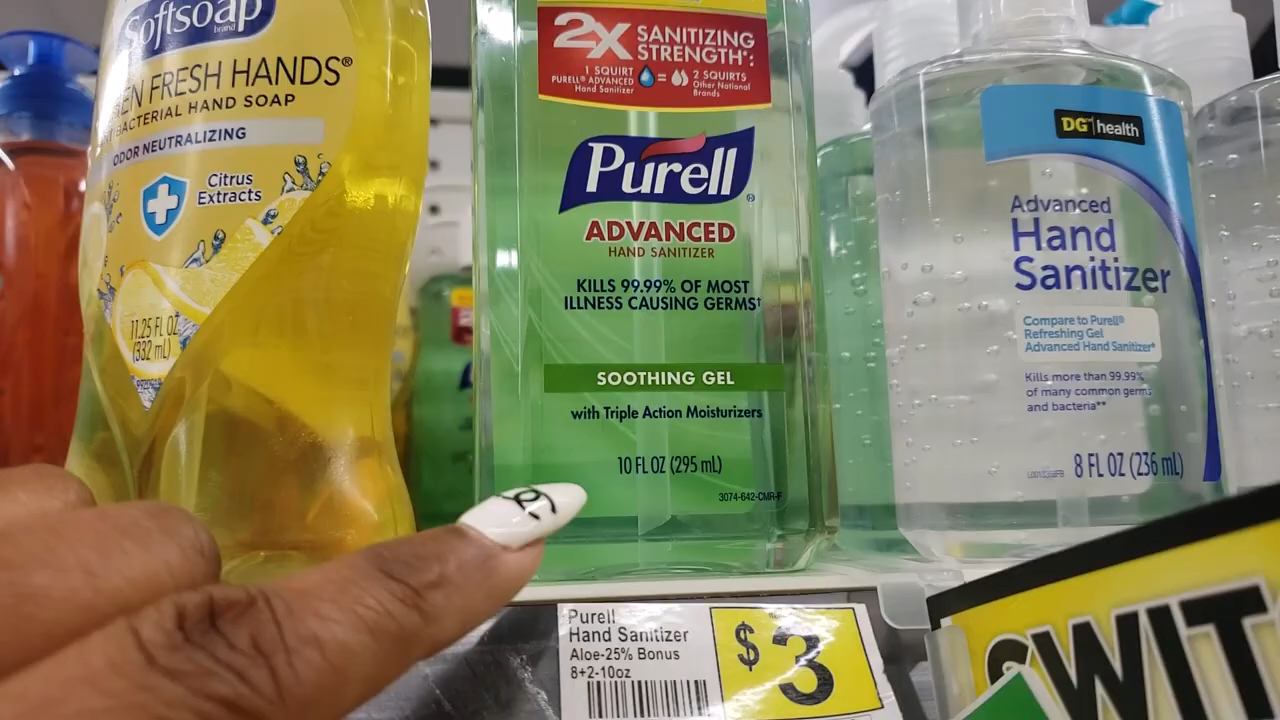 Softsoap
brand
EN FRESH HANDS®
BACTERIAL HAND SOAP
ODOR NEUTRALIZING
Citrus
Extracts
11.25 FL OZ
(332 mL)
2X SANITIZING
STRENGTH*:
1 SQUIRT
PURELL® ADVANCED
Hand Sanitizer
=
2 SQUIRTS
Other National
Brands
Purell®
ADVANCED
HAND SANITIZER
KILLS 99.99% OF MOST
ILLNESS CAUSING GERMS†
SOOTHING GEL
with Triple Action Moisturizers
10 FL OZ (295 mL)
3074-642-CMR-F
DG™ health
Advanced
Hand
Sanitizer
Compare to Purell®
Refreshing Gel
Advanced Hand Sanitizer*
Kills more than 99.99%
of many common germs
and bacteria**
8 FL OZ (236 mL)
Purell
Hand Sanitizer
Aloe-25% Bonus
8+2-10oz
$3
SWIT